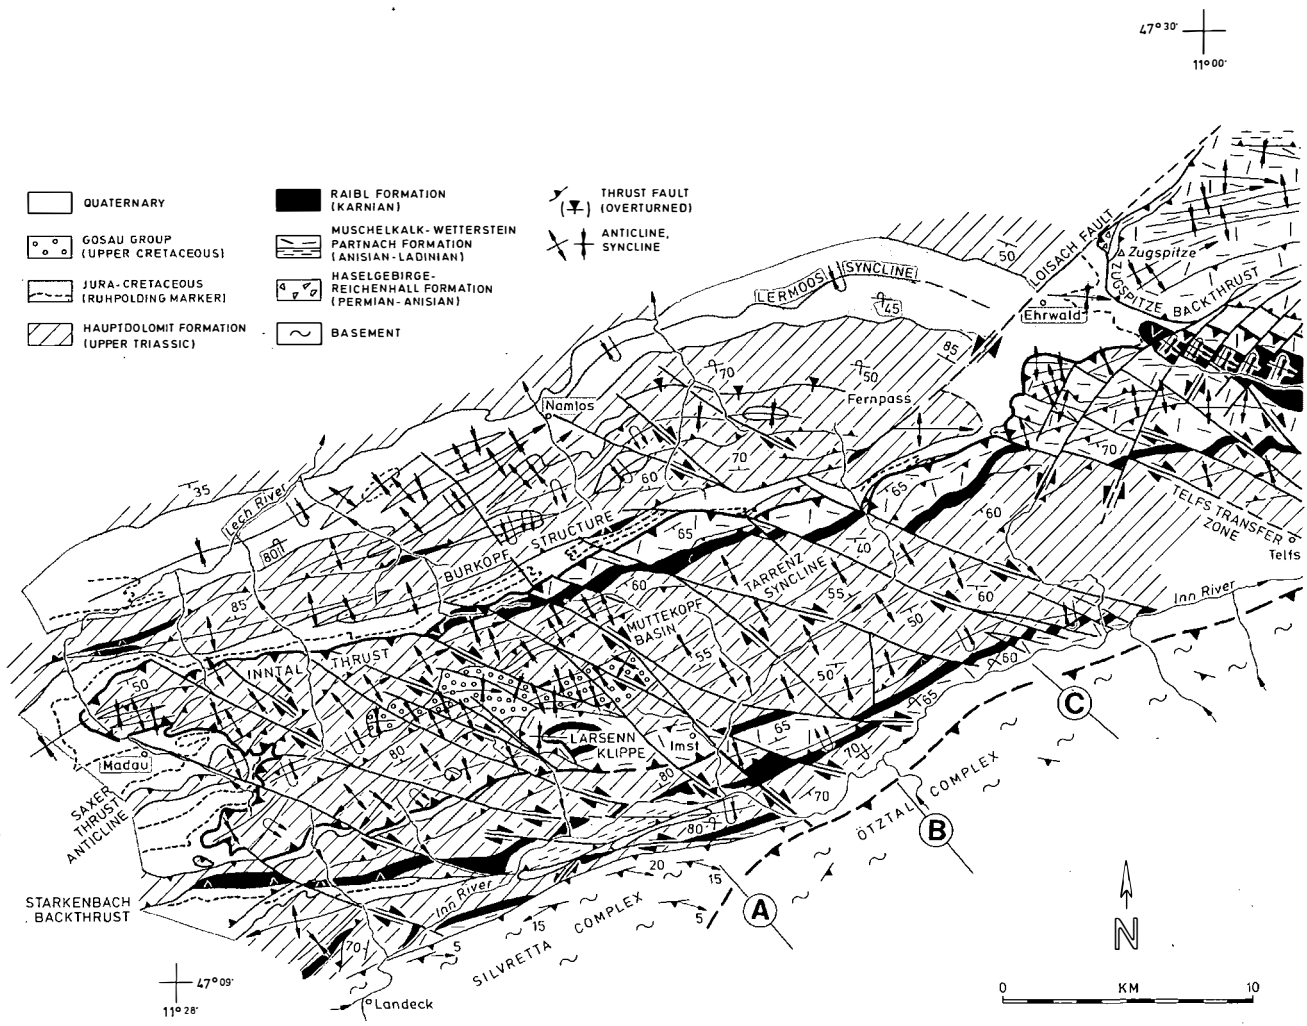 47°30'
11°00'
QUATERNARY
GOSAU GROUP
(UPPER CRETACEOUS)
JURA-CRETACEOUS
(RUHPOLDING MARKER)
HAUPTDOLOMIT FORMATION
(UPPER TRIASSIC)
RAIBL FORMATION
(KARNIAN)
MUSCHELKALK-WETTERSTEIN
PARTNACH FORMATION
(ANISIAN-LADINIAN)
HASELGEBIRGE-
REICHENHALL FORMATION
(PERMIAN-ANISIAN)
BASEMENT
THRUST FAULT
(OVERTURNED)
ANTICLINE,
SYNCLINE
50
LOISACH FAULT
Zugspitze
ZUGSPITZE BACKTHRUST
LERMOOS SYNCLINE
45
Ehrwald
85
70
50
Fernpass
Namlos
70
60
70
35
Lech River
80
BURKOPF STRUCTURE
65
65
60
TELFS TRANSFER
ZONE
Telfs
40
TARRENZ
SYNCLINE
55
60
60
50
Inn River
85
MUTTEKOPF
BASIN
55
INNTAL THRUST
50
50
60
65
C
80
LARSENN
KLIPPE
Imst
65
70
80
Madau
70
SAXER
THRUST
ANTICLINE
80
ÖTZTAL COMPLEX
B
20
15
STARKENBACH
BACKTHRUST
Inn River
A
15
5
5
SILVRETTA COMPLEX
70
N
47°09'
11°28'
Landeck
0 KM 10